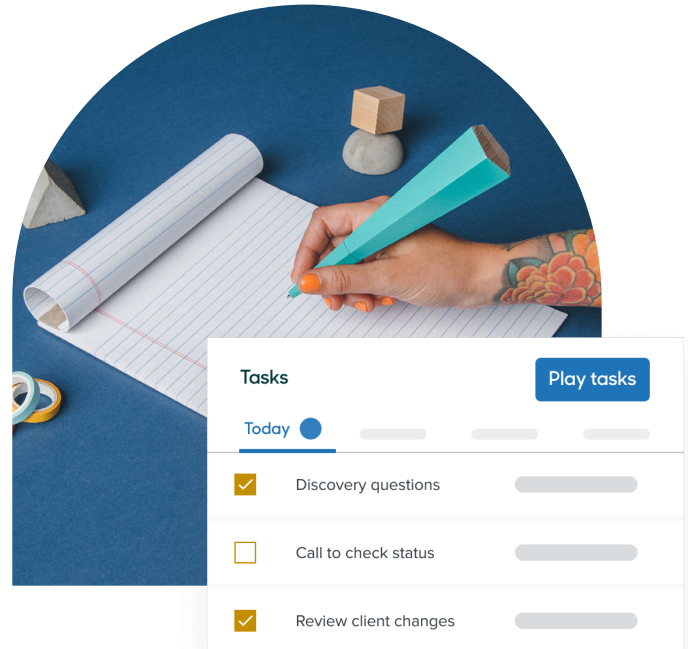 Tasks
Play tasks
Today
Discovery questions
Call to check status
Review client changes